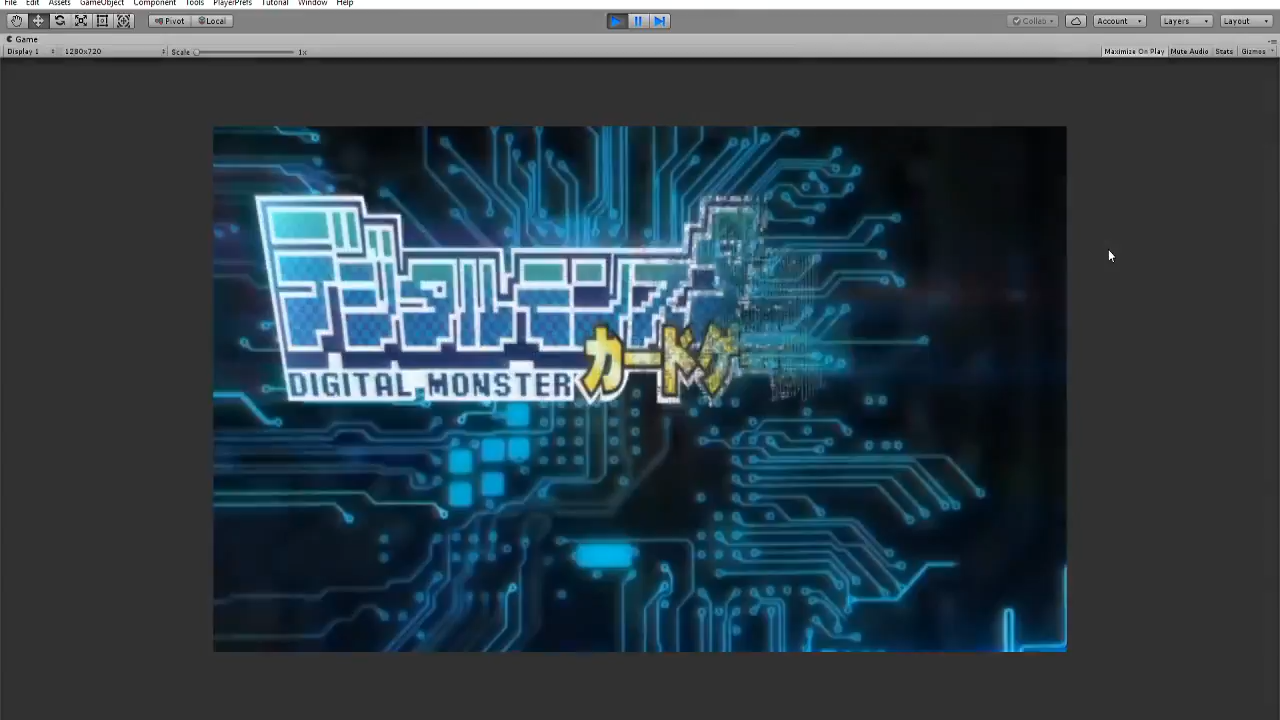 File Edit Assets GameObject Component Tools PlayerPrefs Tutorial Window Help
Pivot Local Collab Account Layers Layout
Game
Display 1 1280x720 Scale 1x Maximize On Play Mute Audio Stats Gizmos
デジタルモンスタ
カードゲ
DIGITAL MONSTER